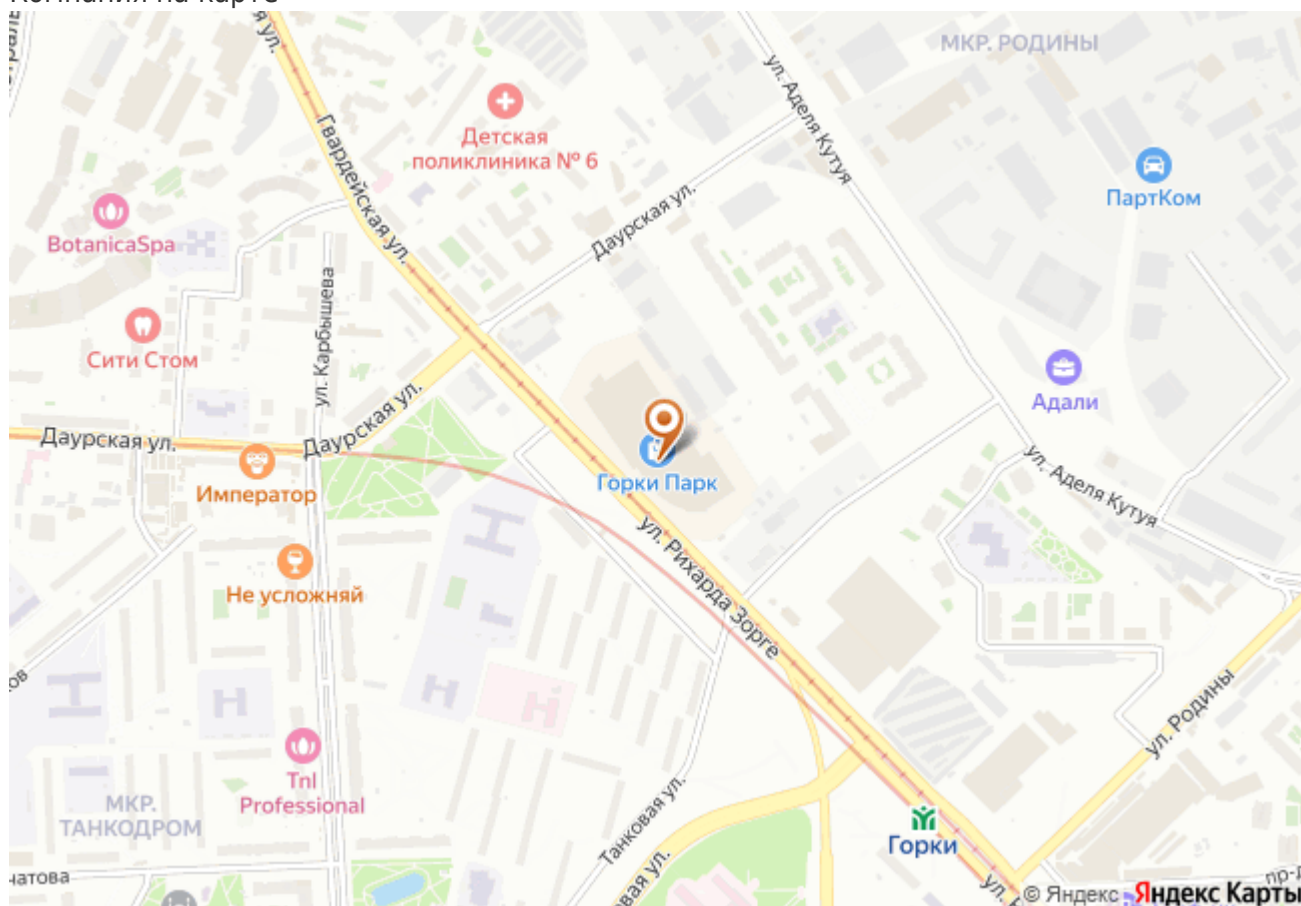 МКР. РОДИНЫ
ул. Аделя Кутуя
Гвардейская ул.
Детская
поликлиника № 6
ПартКом
Даурская ул.
BotanicaSpa
ул. Карбышева
Сити Стом
Адали
Даурская ул.
Даурская ул.
Император
Горки Парк
ул. Аделя Кутуя
ул. Рихарда Зорге
Не усложняй
ул. Родины
Tnl
Professional
МКР.
ТАНКОДРОМ
Танковая ул.
Горки
© Яндекс Яндекс Карты